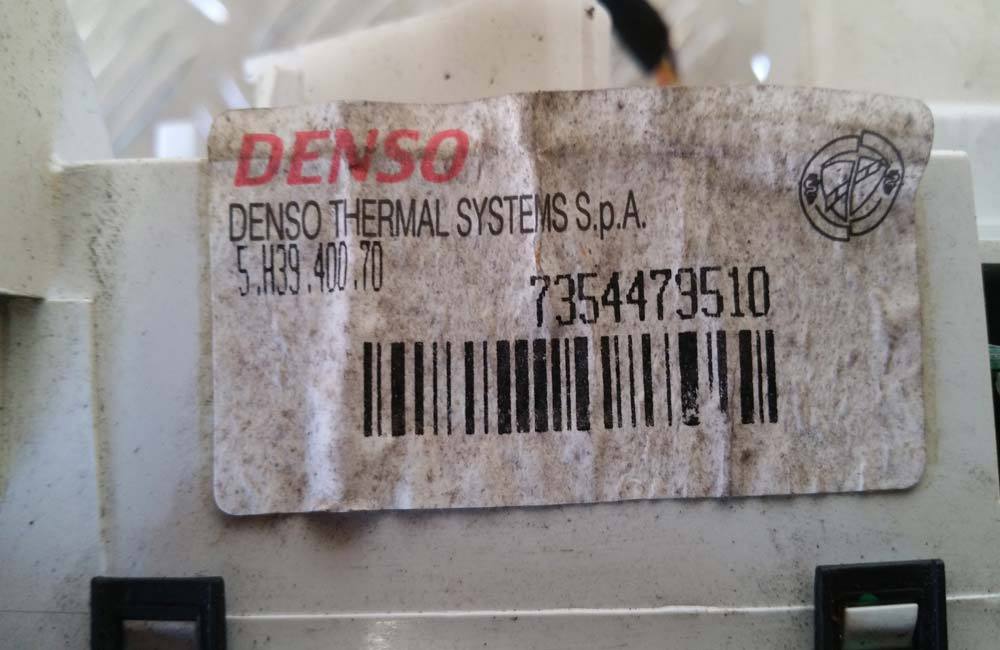 DENSO
DENSO THERMAL SYSTEMS S.p.A.
5.H39.400.70
7354479510